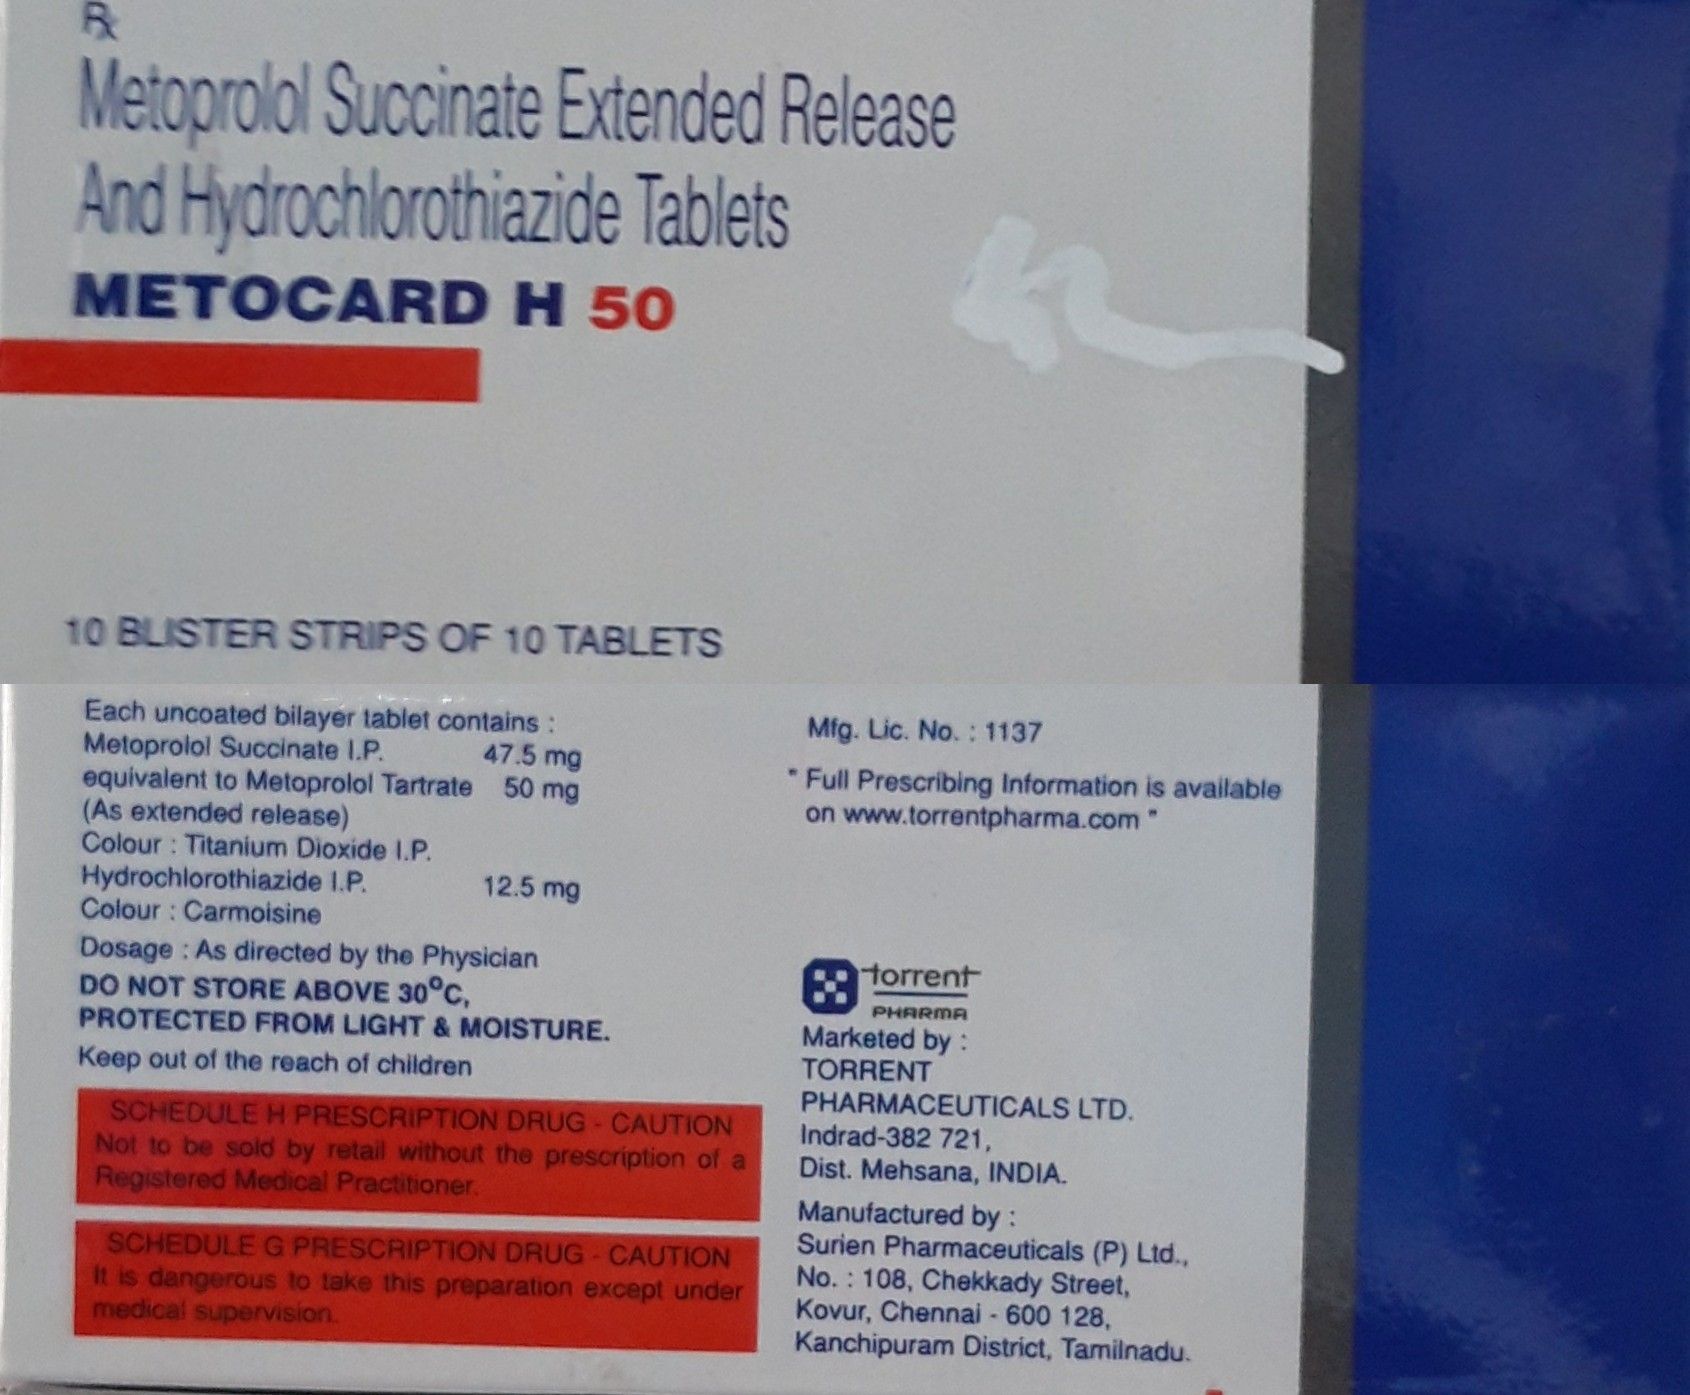 Rx
Metoprolol Succinate Extended Release
And Hydrochlorothiazide Tablets
METOCARD H 50
10 BLISTER STRIPS OF 10 TABLETS
Each uncoated bilayer tablet contains :
Metoprolol Succinate I.P. 47.5 mg
equivalent to Metoprolol Tartrate 50 mg
(As extended release)
Colour : Titanium Dioxide I.P.
Hydrochlorothiazide I.P. 12.5 mg
Colour : Carmoisine
Dosage : As directed by the Physician
DO NOT STORE ABOVE 30°C,
PROTECTED FROM LIGHT & MOISTURE.
Keep out of the reach of children
SCHEDULE H PRESCRIPTION DRUG - CAUTION
Not to be sold by retail without the prescription of a
Registered Medical Practitioner.
SCHEDULE G PRESCRIPTION DRUG - CAUTION
It is dangerous to take this preparation except under
medical supervision.
Mfg. Lic. No. : 1137
" Full Prescribing Information is available
on www.torrentpharma.com "
torrent
PHARMA
Marketed by :
TORRENT
PHARMACEUTICALS LTD.
Indrad-382 721,
Dist. Mehsana, INDIA.
Manufactured by :
Surien Pharmaceuticals (P) Ltd.,
No. : 108, Chekkady Street,
Kovur, Chennai - 600 128,
Kanchipuram District, Tamilnadu.